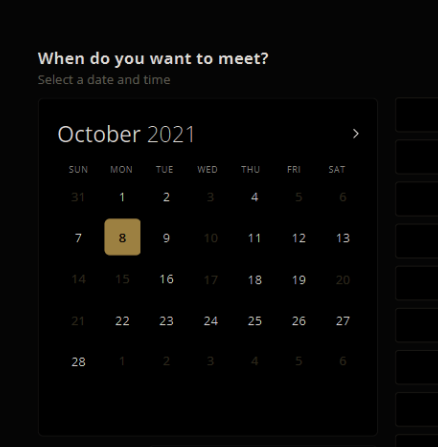 When do you want to meet?
Select a date and time
October 2021
SUN MON TUE WED THU FRI SAT
31 1 2 3 4 5 6
7 8 9 10 11 12 13
14 15 16 17 18 19 20
21 22 23 24 25 26 27
28 1 2 3 4 5 6